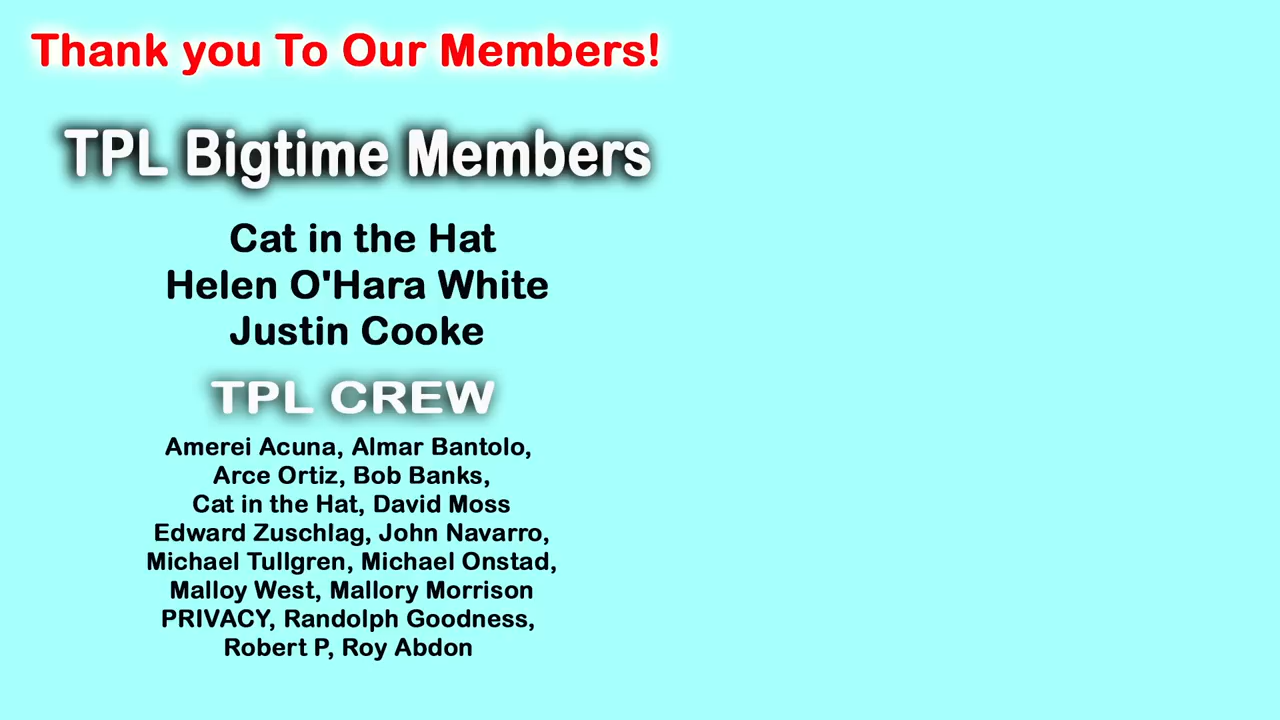 Thank you To Our Members!
TPL Bigtime Members
Cat in the Hat
Helen O'Hara White
Justin Cooke
TPL CREW
Amerei Acuna, Almar Bantolo,
Arce Ortiz, Bob Banks,
Cat in the Hat, David Moss
Edward Zuschlag, John Navarro,
Michael Tullgren, Michael Onstad,
Malloy West, Mallory Morrison
PRIVACY, Randolph Goodness,
Robert P, Roy Abdon